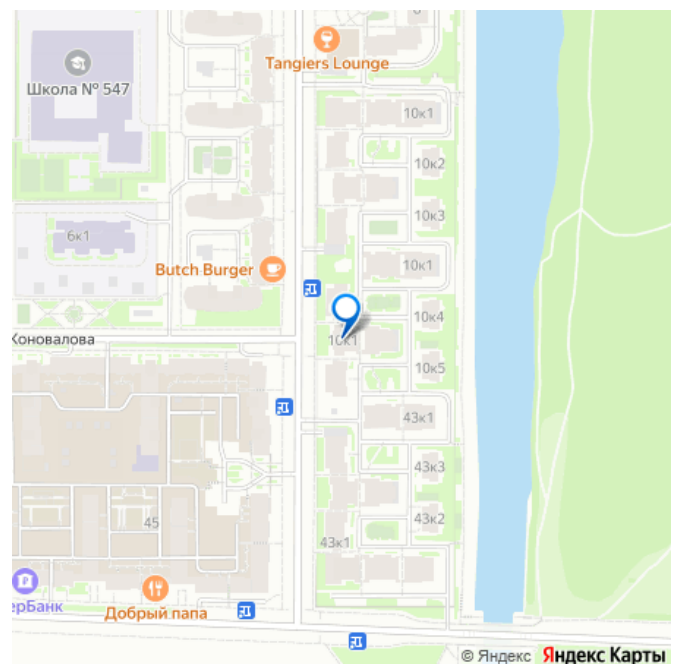 Tangiers Lounge
Школа № 547
10к1
10к2
10к3
6к1
Butch Burger
10к1
10к4
Коновалова
10к1
10к5
43к1
43к3
45
43к2
43к1
ерБанк
Добрый папа
© Яндекс Яндекс Карты